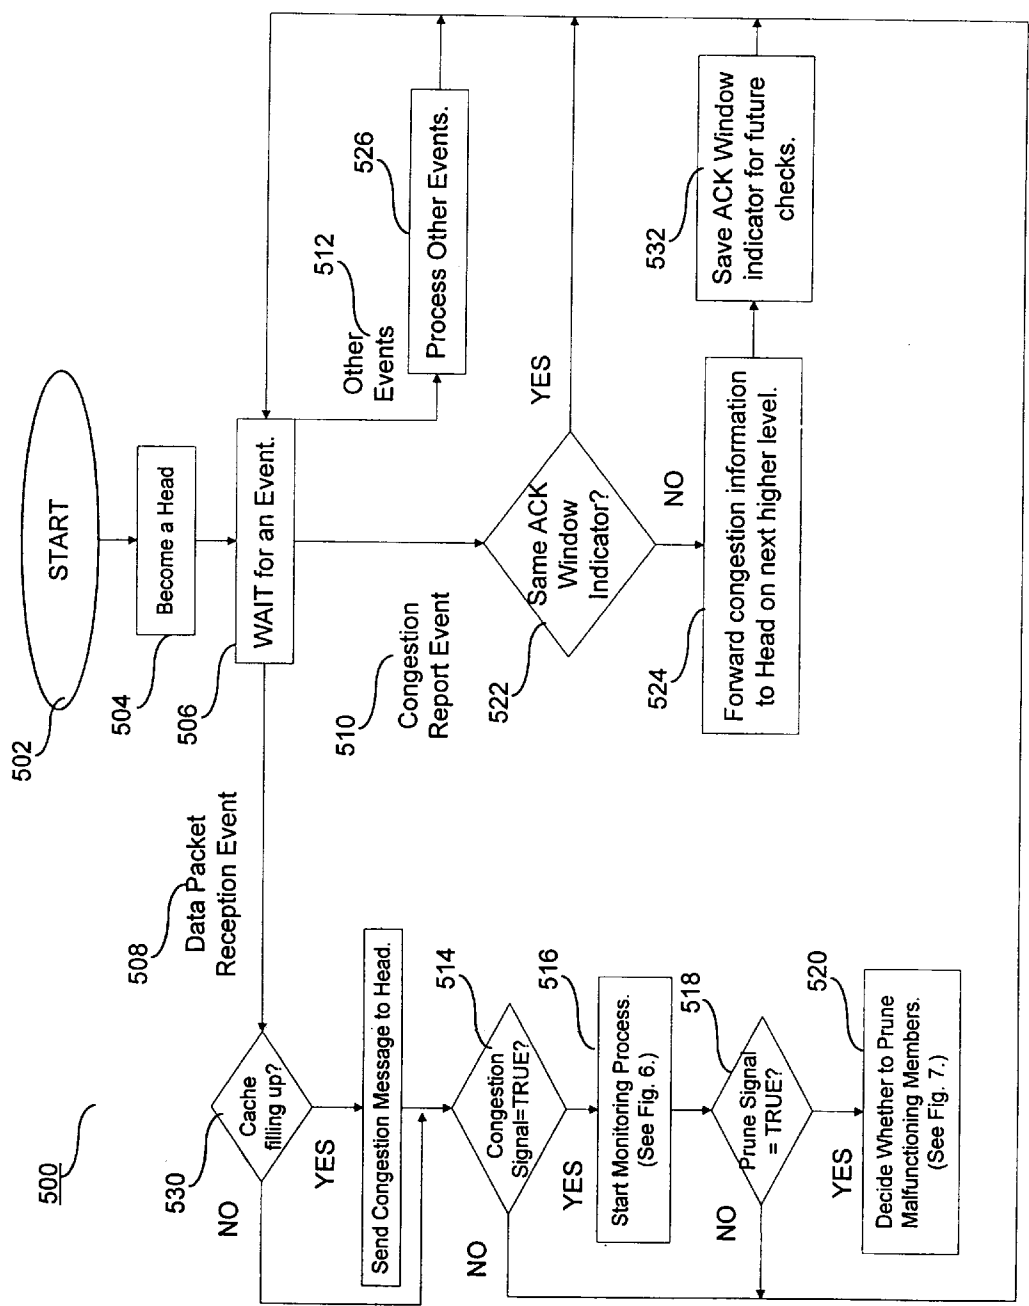 500
START
502
Become a Head
504
WAIT for an Event.
506
508
Data Packet
Reception Event
510
Congestion
Report Event
Other
Events
512
Process Other Events.
526
Cache
filling up?
530
NO
YES
Send Congestion Message to Head.
Congestion
Signal=TRUE?
514
NO
YES
Start Monitoring Process.
(See Fig. 6.)
516
Prune Signal
= TRUE?
518
NO
YES
Decide Whether to Prune
Malfunctioning Members.
(See Fig. 7.)
520
Same ACK
Window
Indicator?
522
YES
NO
Forward congestion information
to Head on next higher level.
524
Save ACK Window
indicator for future
checks.
532